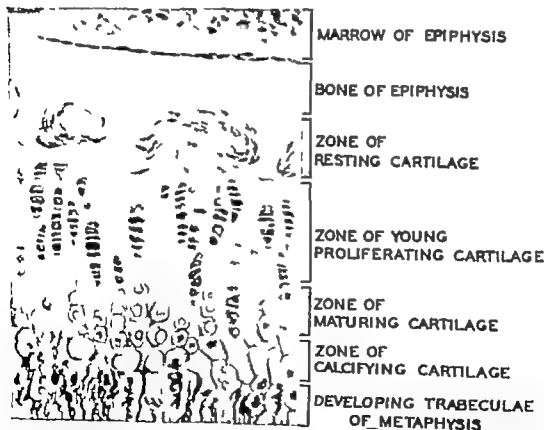 MARROW OF EPIPHYSIS
BONE OF EPIPHYSIS
ZONE OF
RESTING CARTILAGE
ZONE OF YOUNG
PROLIFERATING CARTILAGE
ZONE OF
MATURING CARTILAGE
ZONE OF
CALCIFYING CARTILAGE
DEVELOPING TRABECULAE
OF METAPHYSIS